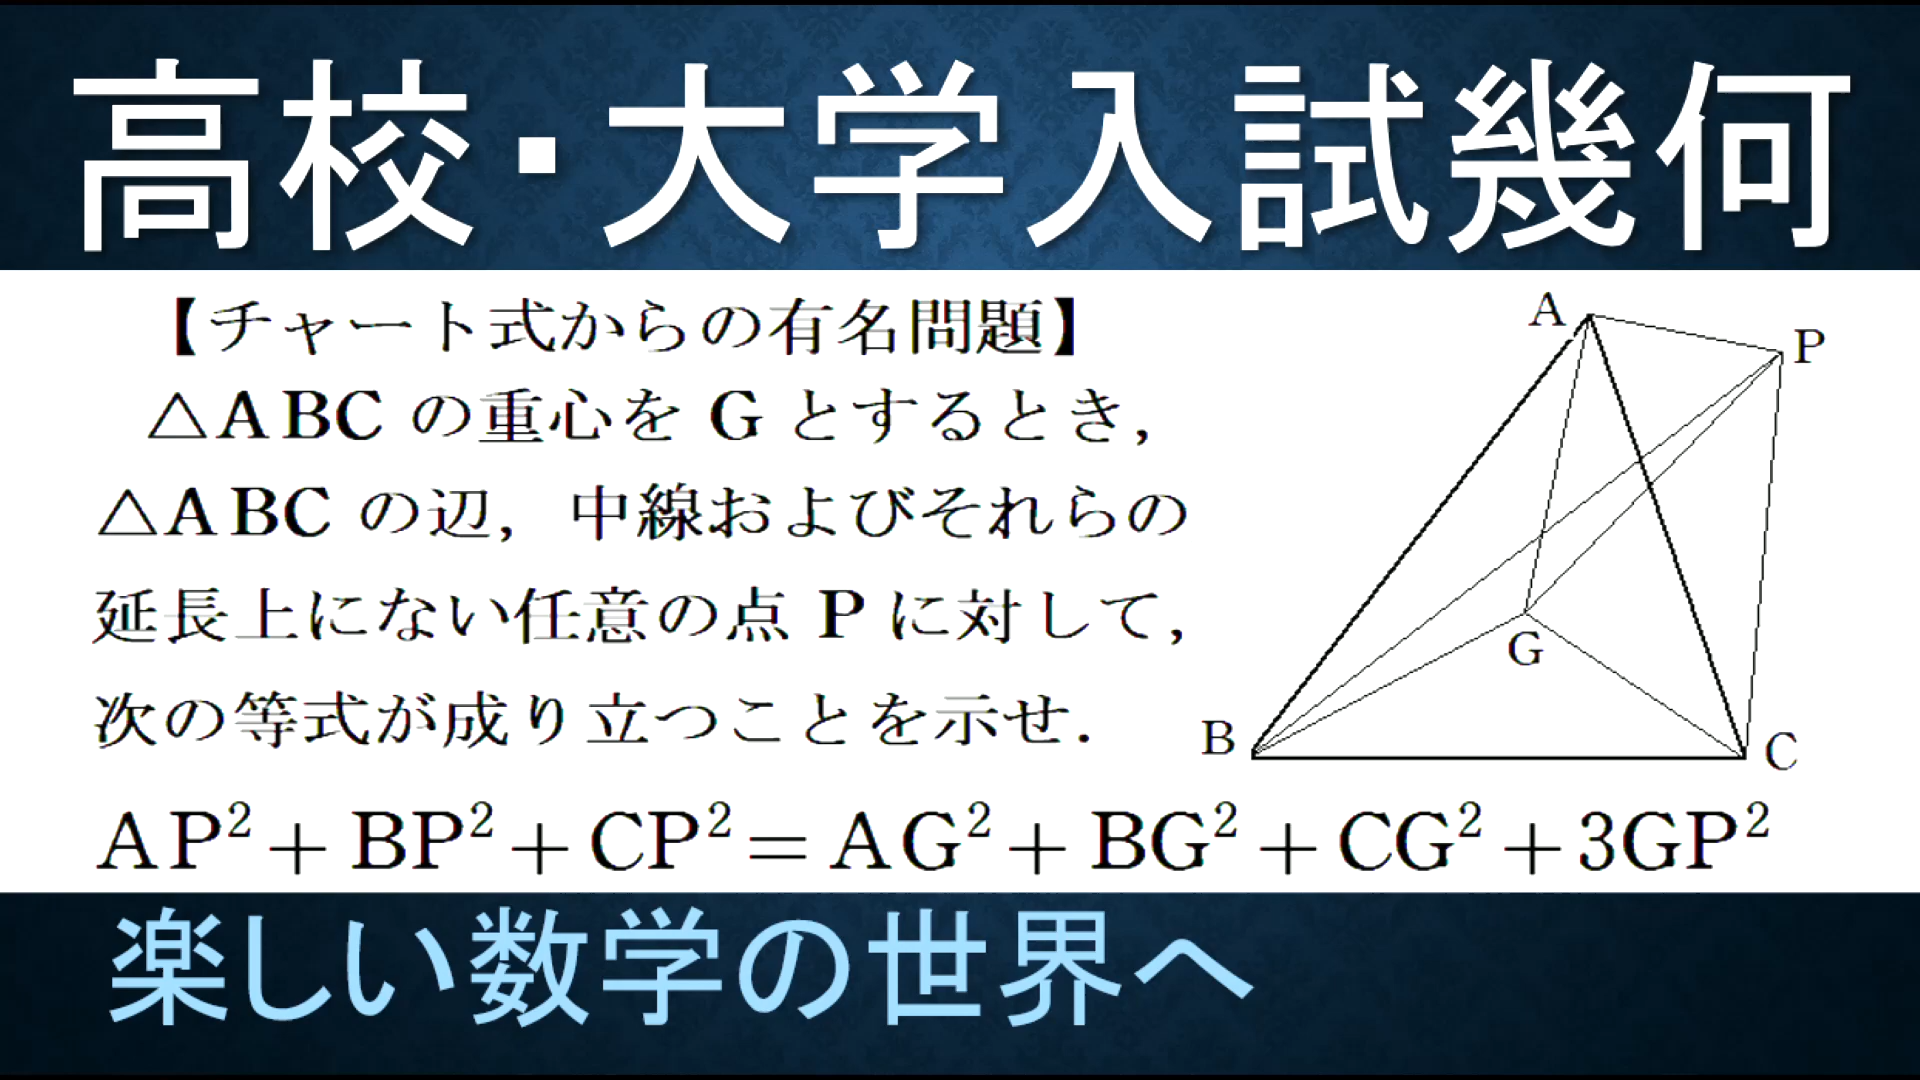 高校・大学入試幾何
【チャート式からの有名問題】
△ABC の重心を G とするとき，
△ABC の辺，中線およびそれらの
延長上にない任意の点 P に対して，
次の等式が成り立つことを示せ．
AP²＋BP²＋CP²＝AG²＋BG²＋CG²＋3GP²
A
P
G
B
C
楽しい数学の世界へ